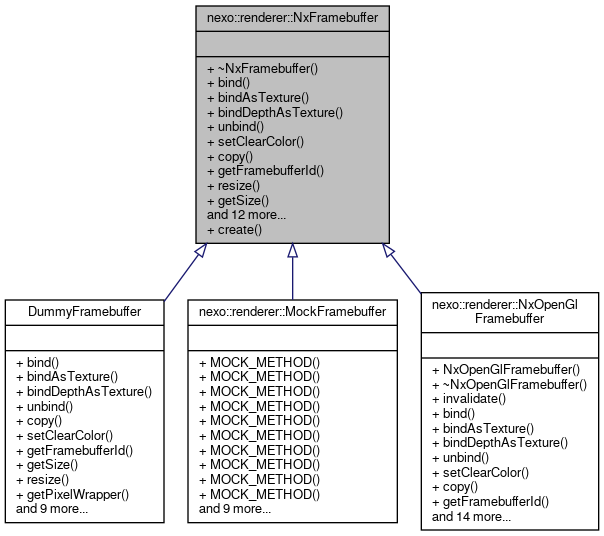 nexo::renderer::NxFramebuffer
+ ~NxFramebuffer()
+ bind()
+ bindAsTexture()
+ bindDepthAsTexture()
+ unbind()
+ setClearColor()
+ copy()
+ getFramebufferId()
+ resize()
+ getSize()
and 12 more...
+ create()
DummyFramebuffer
+ bind()
+ bindAsTexture()
+ bindDepthAsTexture()
+ unbind()
+ copy()
+ setClearColor()
+ getFramebufferId()
+ getSize()
+ resize()
+ getPixelWrapper()
and 9 more...
nexo::renderer::MockFramebuffer
+ MOCK_METHOD()
+ MOCK_METHOD()
+ MOCK_METHOD()
+ MOCK_METHOD()
+ MOCK_METHOD()
+ MOCK_METHOD()
+ MOCK_METHOD()
+ MOCK_METHOD()
+ MOCK_METHOD()
+ MOCK_METHOD()
and 9 more...
nexo::renderer::NxOpenGl
Framebuffer
+ NxOpenGlFramebuffer()
+ ~NxOpenGlFramebuffer()
+ invalidate()
+ bind()
+ bindAsTexture()
+ bindDepthAsTexture()
+ unbind()
+ setClearColor()
+ copy()
+ getFramebufferId()
and 14 more...